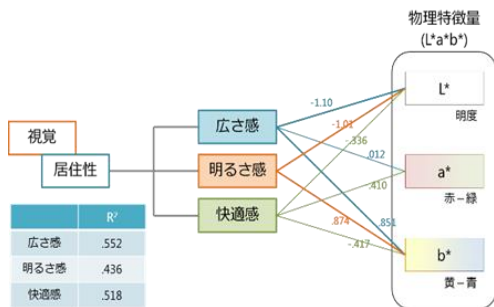 物理特徴量
(L*a*b*)
L*
明度
a*
赤－緑
b*
黄－青
視覚
居住性
広さ感
明るさ感
快適感
-1.10
-1.01
-.336
.012
.410
.874
.851
-.417
R²
広さ感 .552
明るさ感 .436
快適感 .518